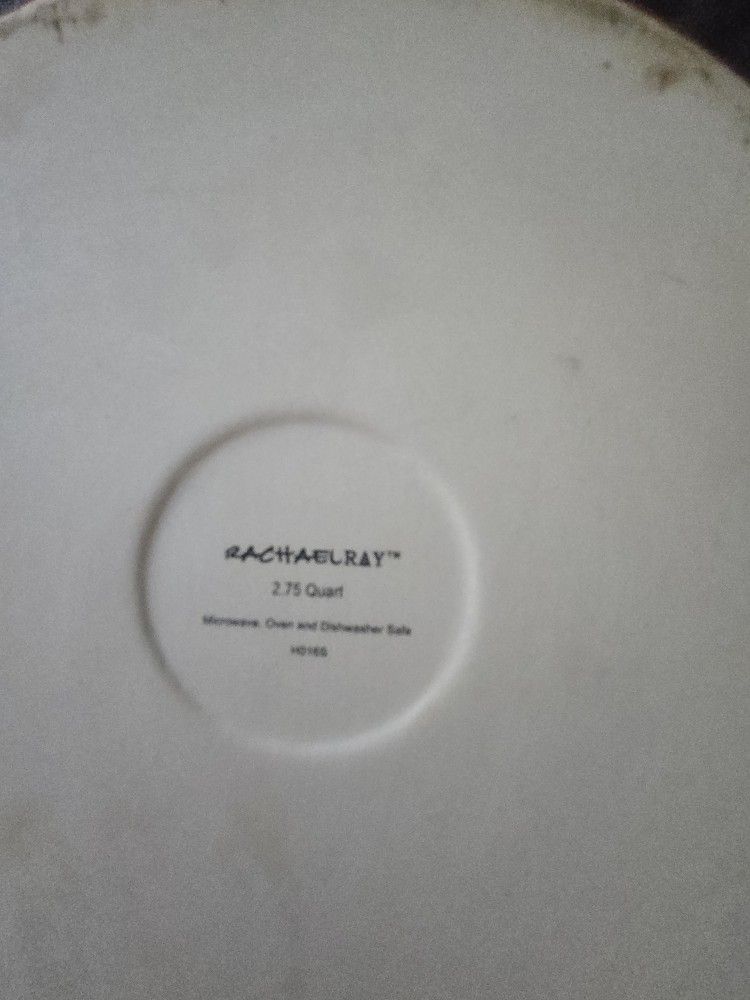 RACHAELRAY™
2.75 Quart
Microwave, Oven and Dishwasher Safe